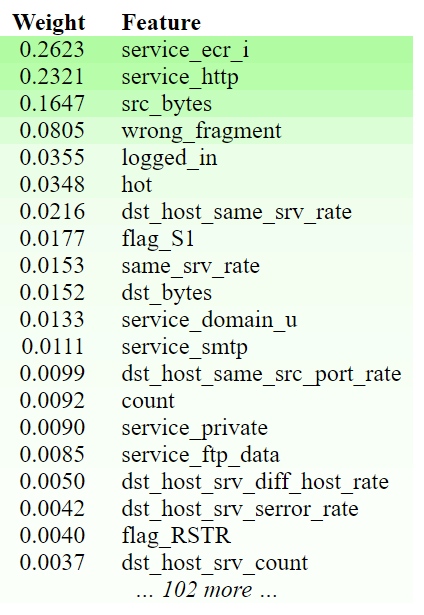 Weight Feature
0.2623 service_ecr_i
0.2321 service_http
0.1647 src_bytes
0.0805 wrong_fragment
0.0355 logged_in
0.0348 hot
0.0216 dst_host_same_srv_rate
0.0177 flag_S1
0.0153 same_srv_rate
0.0152 dst_bytes
0.0133 service_domain_u
0.0111 service_smtp
0.0099 dst_host_same_src_port_rate
0.0092 count
0.0090 service_private
0.0085 service_ftp_data
0.0050 dst_host_srv_diff_host_rate
0.0042 dst_host_srv_serror_rate
0.0040 flag_RSTR
0.0037 dst_host_srv_count
... 102 more ...